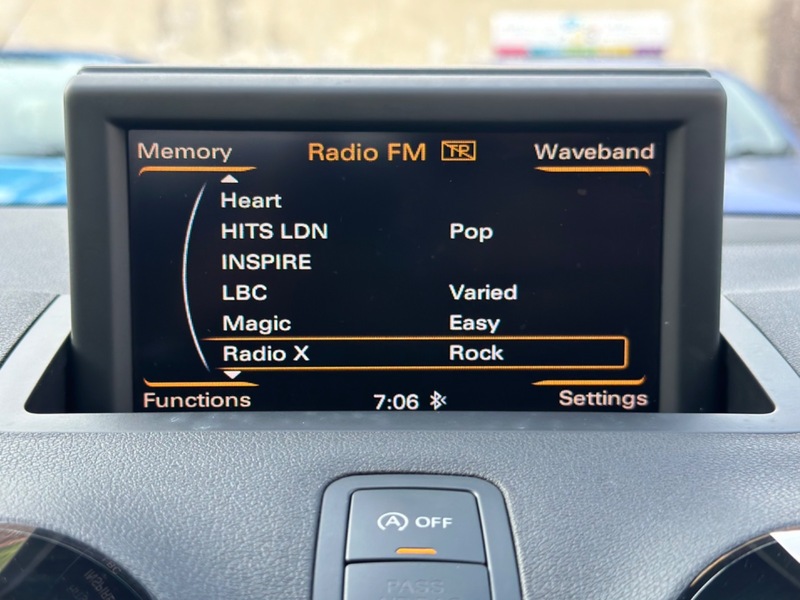 Memory Radio FM TP Waveband
Heart
HITS LDN Pop
INSPIRE
LBC Varied
Magic Easy
Radio X Rock
Functions 7:06 Settings
A OFF
PASS